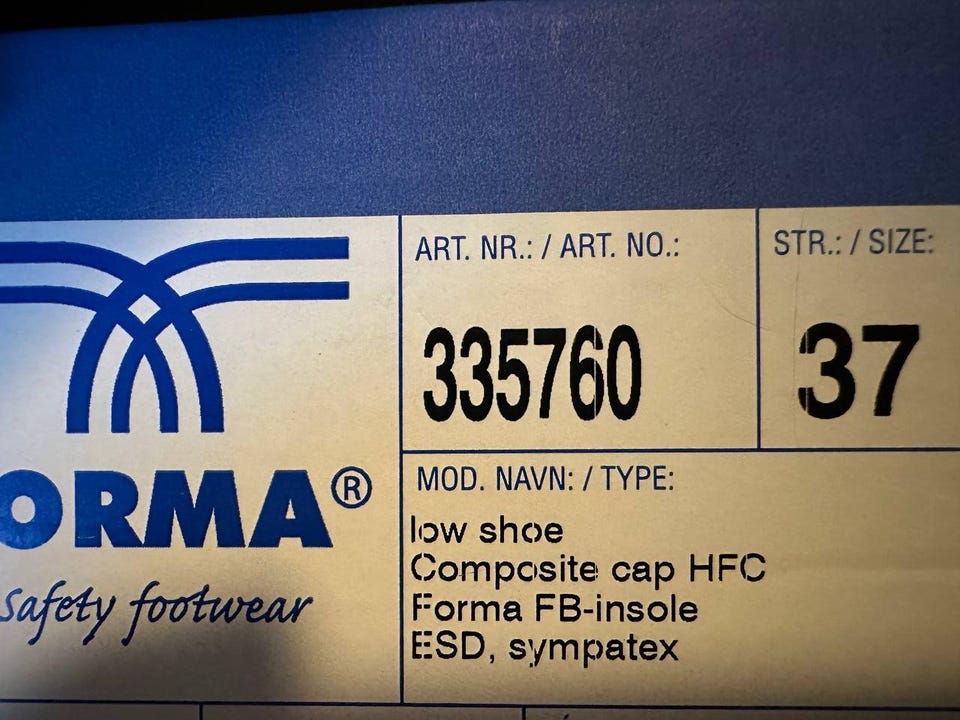 ORMA®
safety footwear
ART. NR.: / ART. NO.:
335760
STR.: / SIZE:
37
MOD. NAVN: / TYPE:
low shoe
Composite cap HFC
Forma FB-insole
ESD, sympatex